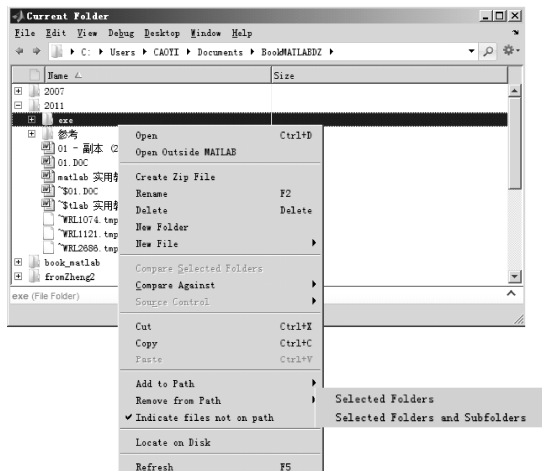 Current Folder
File Edit View Debug Desktop Window Help
C: Users CAOYI Documents BookMATLABDZ
Name Size
2007
2011
exe
参考
01 - 副本 (2
01.DOC
matlab 实用教
~$01.DOC
~$tlab 实用教
~WRL1074.tmp
~WRL1121.tmp
~WRL2686.tmp
book_matlab
fromZheng2
exe (File Folder)
Open Ctrl+D
Open Outside MATLAB
Create Zip File
Rename F2
Delete Delete
New Folder
New File
Compare Selected Folders
Compare Against
Source Control
Cut Ctrl+X
Copy Ctrl+C
Paste Ctrl+V
Add to Path
Remove from Path
Indicate files not on path
Locate on Disk
Refresh F5
Selected Folders
Selected Folders and Subfolders